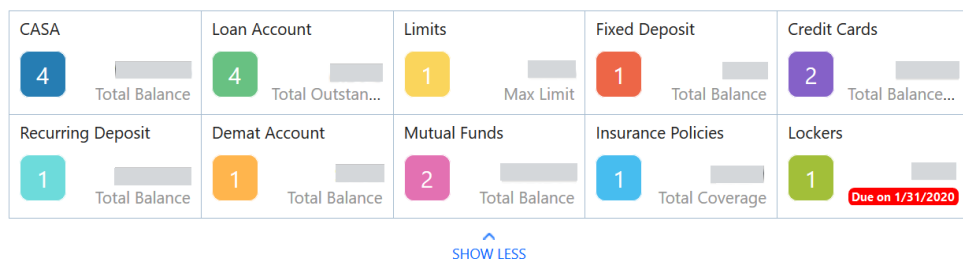 CASA
4
Total Balance
Loan Account
4
Total Outstan...
Limits
1
Max Limit
Fixed Deposit
1
Total Balance
Credit Cards
2
Total Balance...
Recurring Deposit
1
Total Balance
Demat Account
1
Total Balance
Mutual Funds
2
Total Balance
Insurance Policies
1
Total Coverage
Lockers
1
Due on 1/31/2020
SHOW LESS